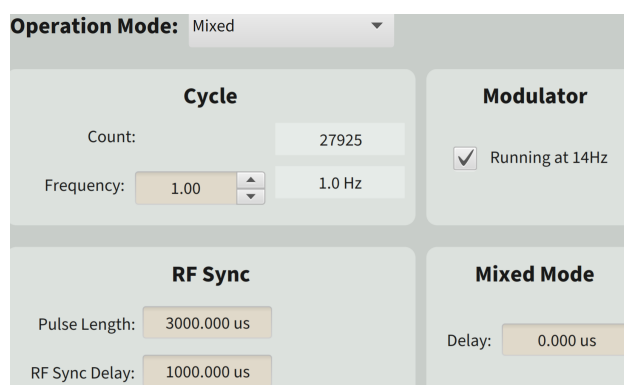 Operation Mode: Mixed
Cycle
Count: 27925
Frequency: 1.00 1.0 Hz
Modulator
Running at 14Hz
RF Sync
Pulse Length: 3000.000 us
RF Sync Delay: 1000.000 us
Mixed Mode
Delay: 0.000 us